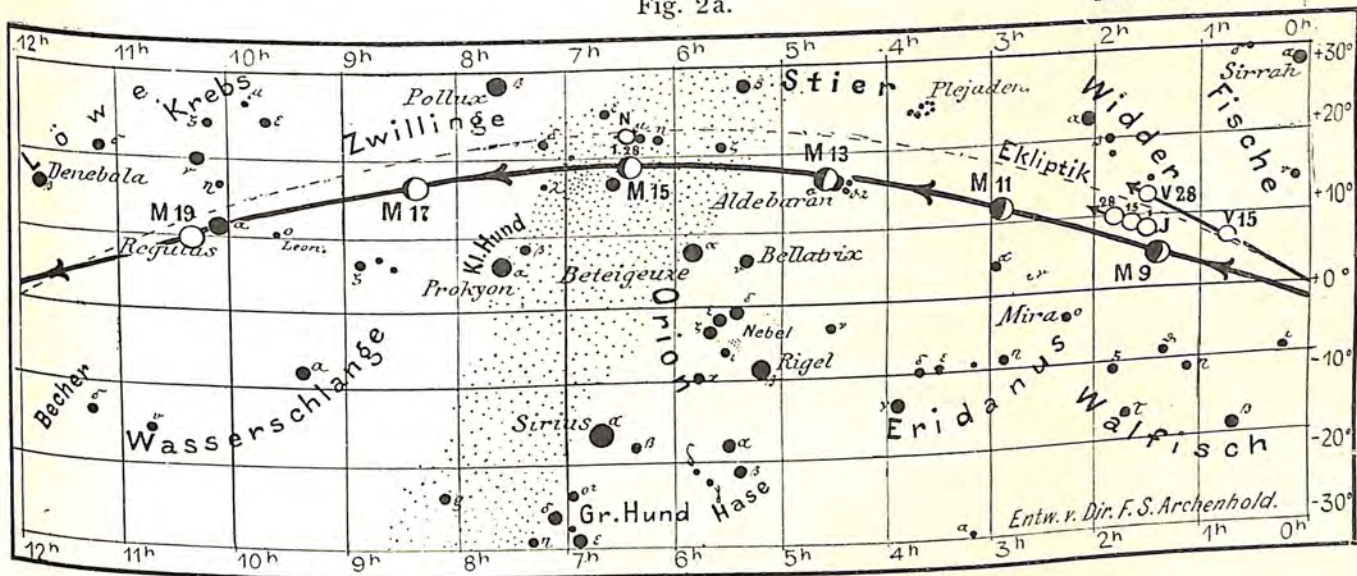 Fig. 2a.
12h 11h 10h 9h 8h 7h 6h 5h 4h 3h 2h 1h 0h
+30°
+20°
+10°
+0°
-10°
-20°
-30°
Löwe
Krebs
Zwillinge
Stier
Widder
Fische
Pollux
Plejaden
Sirrah
Denebola
Ekliptik
N
1.28
M 19
M 17
M 15
M 13
M 11
M 9
V 28
V 15
28 15 1
J
Aldebaran
Regulus
Leon.
Kl. Hund
Prokyon
Beteigeuze
Bellatrix
Orion
Nebel
Rigel
Mira
Eridanus
Walfisch
Becher
Wasserschlange
Sirius
Gr. Hund
Hase
Entw. v. Dir. F. S. Archenhold.
12h 11h 10h 9h 8h 7h 6h 5h 4h 3h 2h 1h 0h